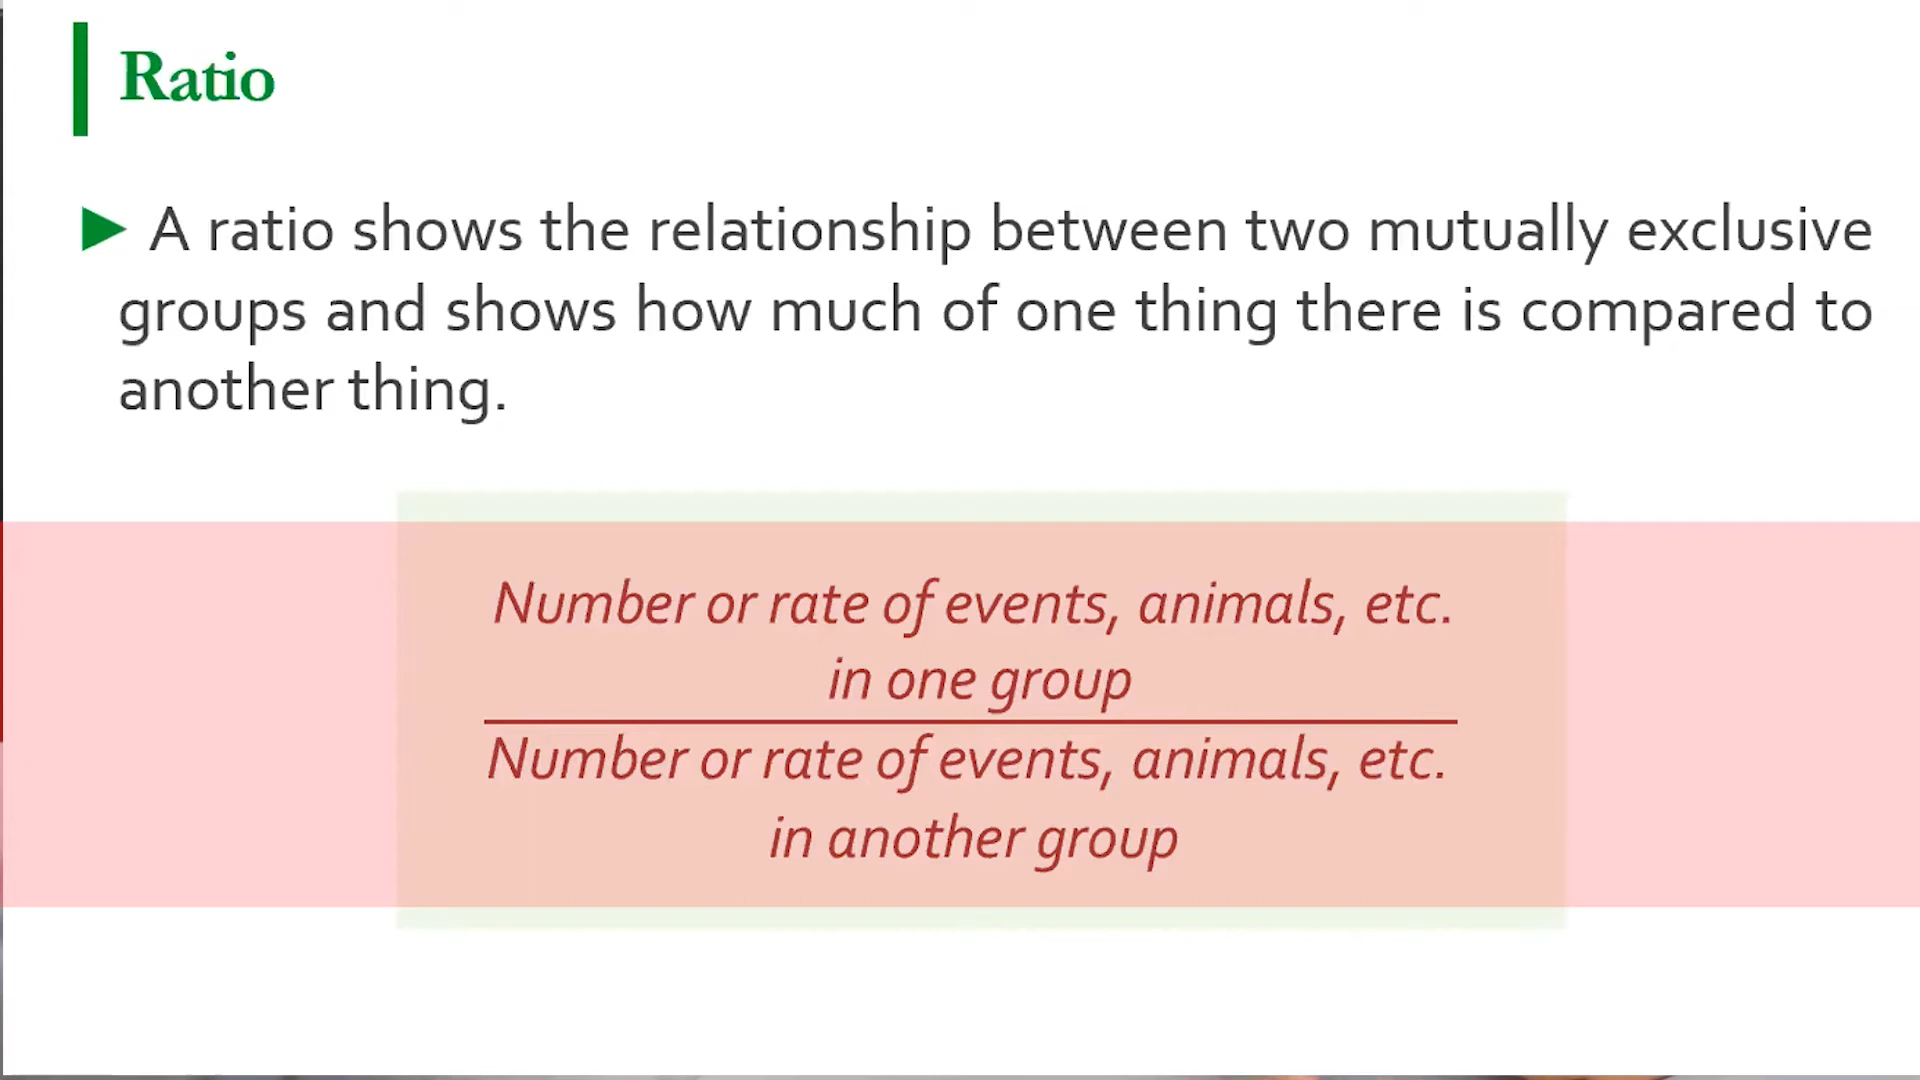 Ratio
A ratio shows the relationship between two mutually exclusive
groups and shows how much of one thing there is compared to
another thing.
Number or rate of events, animals, etc.
in one group
Number or rate of events, animals, etc.
in another group